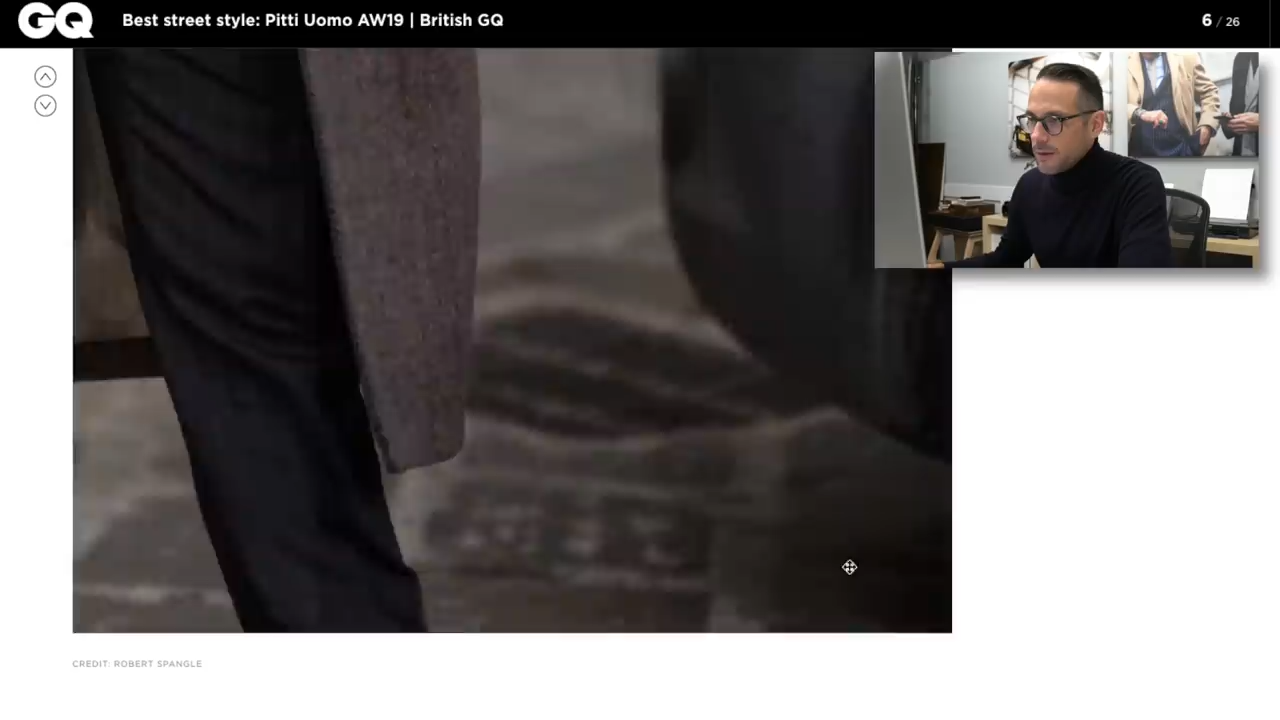 GQ
Best street style: Pitti Uomo AW19 | British GQ
6 / 26
CREDIT: ROBERT SPANGLE